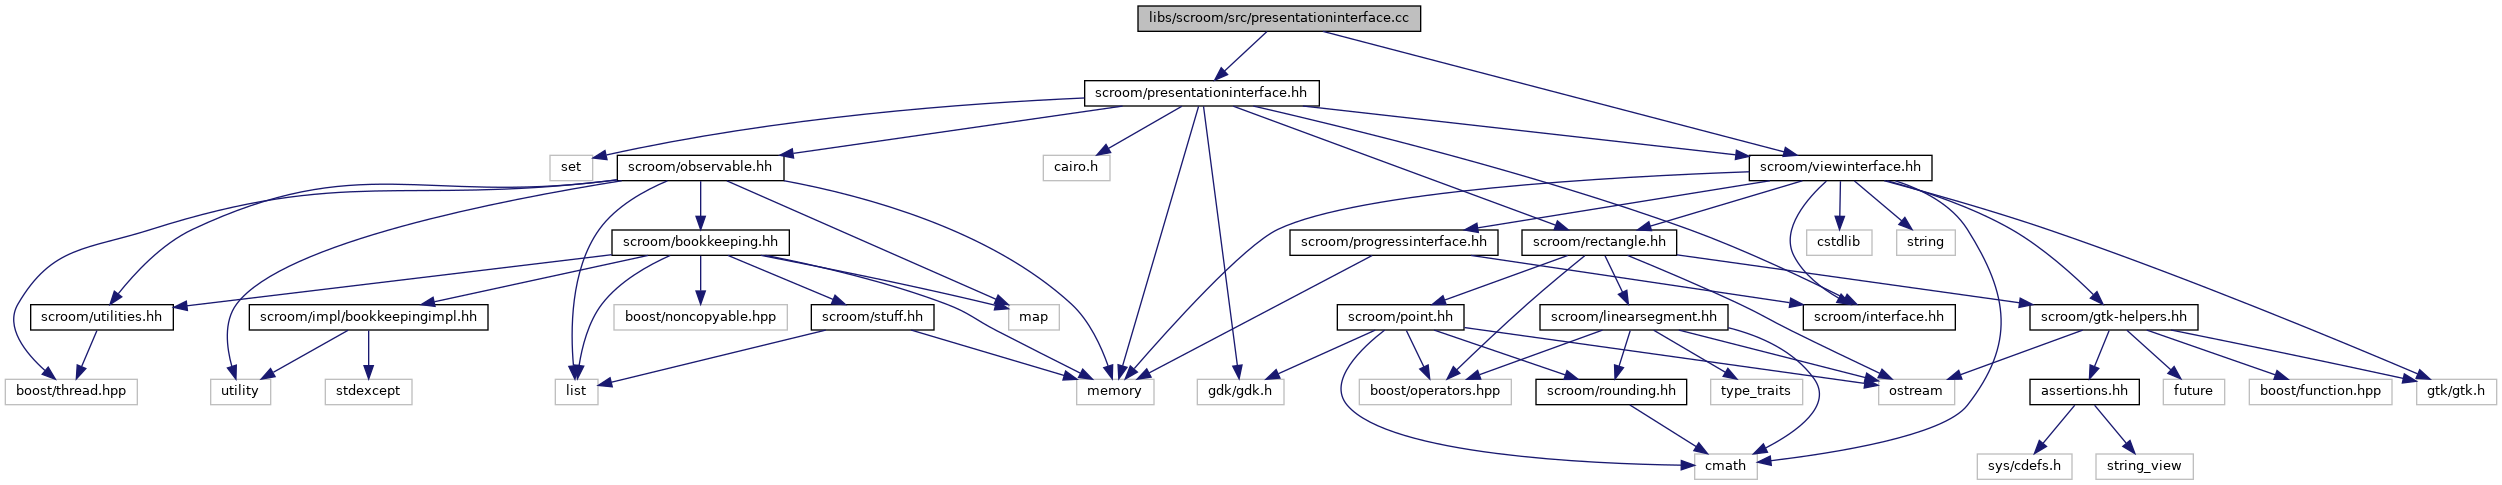 libs/scroom/src/presentationinterface.cc
scroom/presentationinterface.hh
set
scroom/observable.hh
cairo.h
scroom/viewinterface.hh
scroom/bookkeeping.hh
scroom/progressinterface.hh
scroom/rectangle.hh
cstdlib
string
scroom/utilities.hh
scroom/impl/bookkeepingimpl.hh
boost/noncopyable.hpp
scroom/stuff.hh
map
scroom/point.hh
scroom/linearsegment.hh
scroom/interface.hh
scroom/gtk-helpers.hh
boost/thread.hpp
utility
stdexcept
list
memory
gdk/gdk.h
boost/operators.hpp
scroom/rounding.hh
type_traits
ostream
assertions.hh
future
boost/function.hpp
gtk/gtk.h
cmath
sys/cdefs.h
string_view